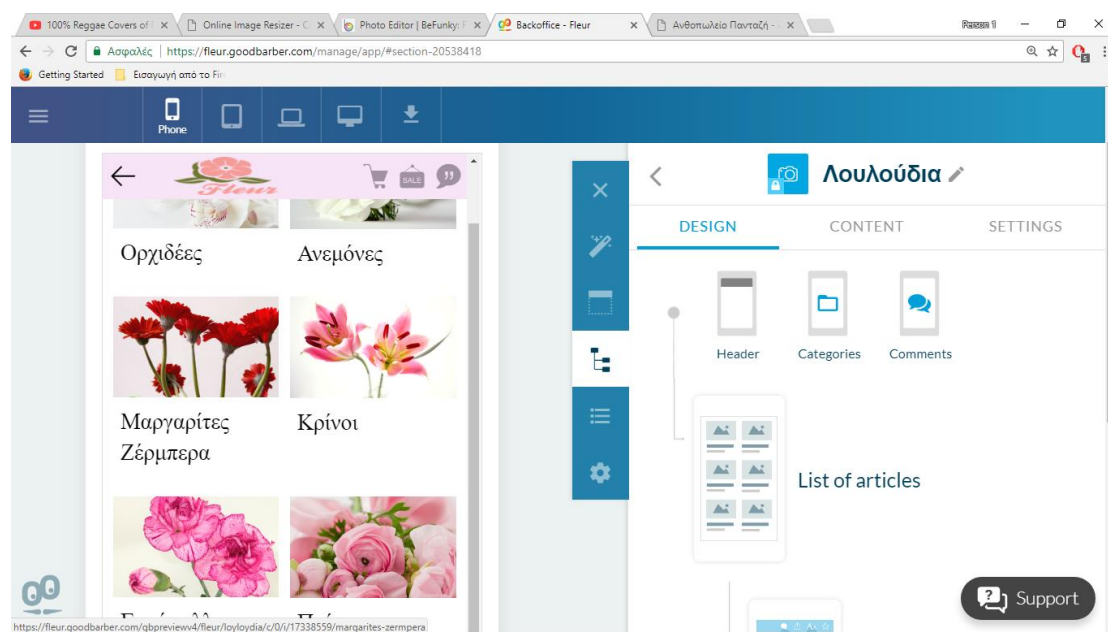 100% Reggae Covers of
Online Image Resizer - C
Photo Editor | BeFunky: F
Backoffice - Fleur
Ανθοπωλείο Πανταζή -
Ασφαλές | https://fleur.goodbarber.com/manage/app/#section-20538418
Getting Started
Εισαγωγή από το Fir
5
Phone
Fleur
SALE
Λουλούδια
DESIGN
CONTENT
SETTINGS
Ορχιδέες
Ανεμόνες
Header
Categories
Comments
Μαργαρίτες
Ζέρμπερα
Κρίνοι
List of articles
Support
https://fleur.goodbarber.com/gbpreviewv4/fleur/loyloydia/c/0/i/17338559/margarites-zermpera